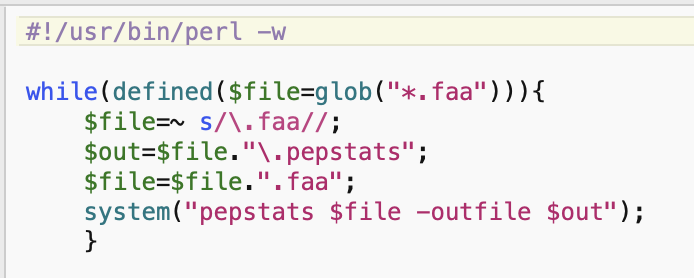 #!/usr/bin/perl -w
while(defined($file=glob("*.faa"))){
$file=~ s/\.faa//;
$out=$file."\.pepstats";
$file=$file.".faa";
system("pepstats $file -outfile $out");
}